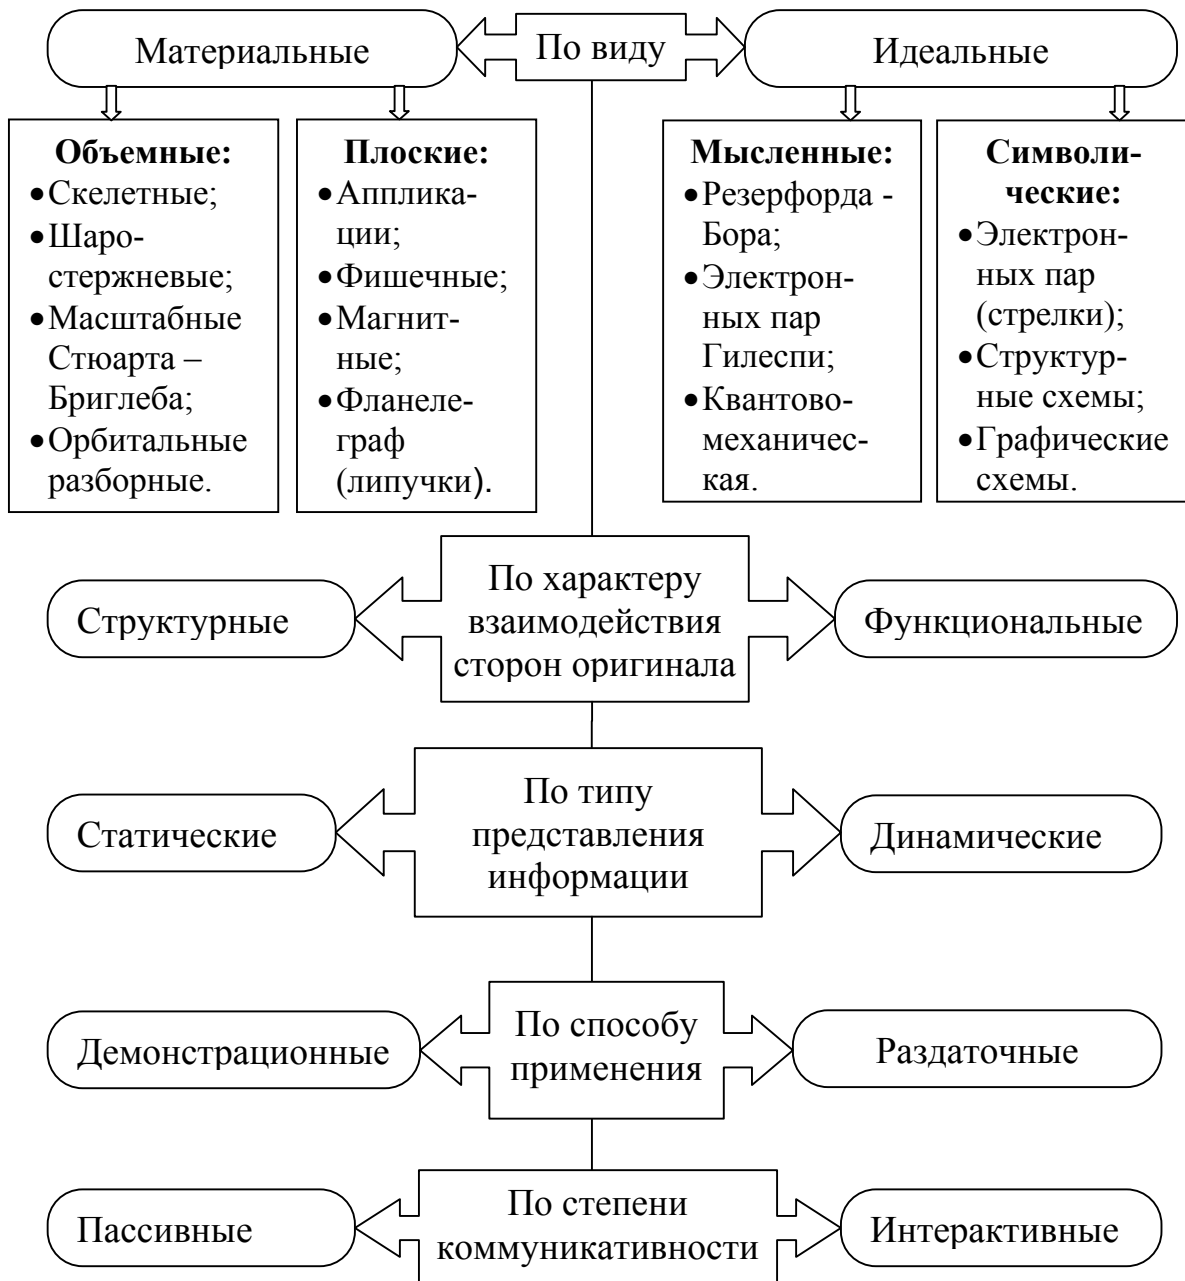 Материальные
По виду
Идеальные
Объемные:
•Скелетные;
•Шаро-
стержневые;
•Масштабные
Стюарта –
Бриглеба;
•Орбитальные
разборные.
Плоские:
•Апплика-
ции;
•Фишечные;
•Магнит-
ные;
•Фланеле-
граф
(липучки).
Мысленные:
•Резерфорда -
Бора;
•Электрон-
ных пар
Гилеспи;
•Квантово-
механичес-
кая.
Символи-
ческие:
•Электрон-
ных пар
(стрелки);
•Структур-
ные схемы;
•Графические
схемы.
Структурные
По характеру
взаимодействия
сторон оригинала
Функциональные
Статические
По типу
представления
информации
Динамические
Демонстрационные
По способу
применения
Раздаточные
Пассивные
По степени
коммуникативности
Интерактивные